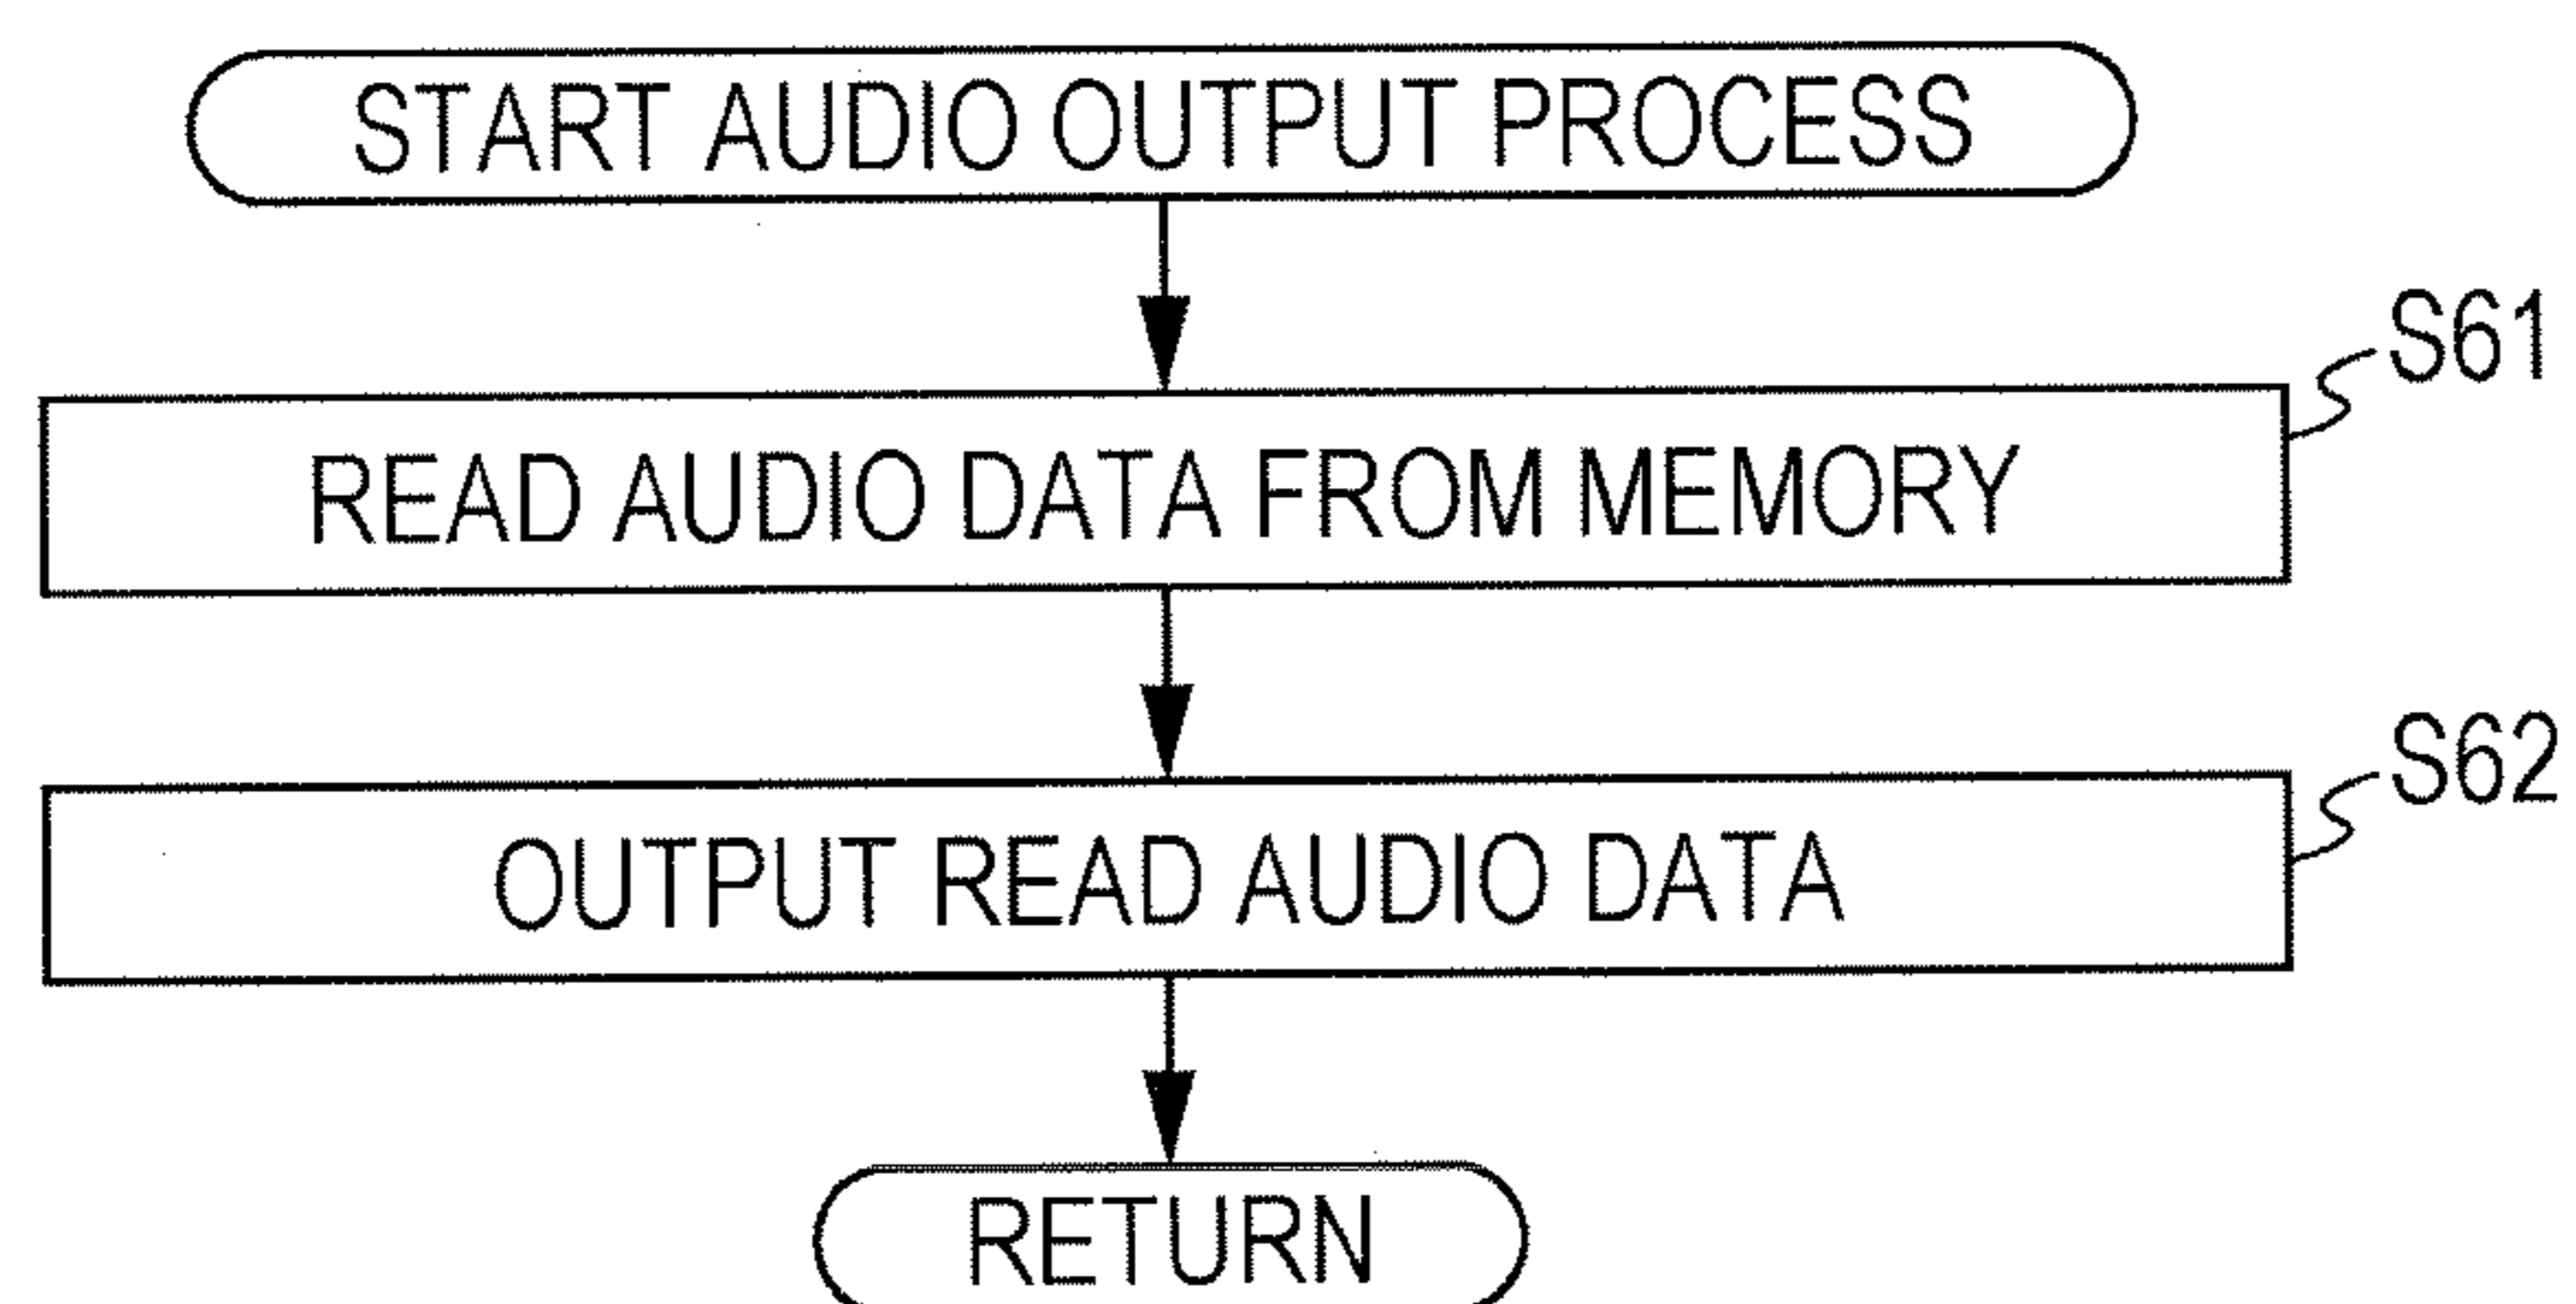 START AUDIO OUTPUT PROCESS
S61
READ AUDIO DATA FROM MEMORY
S62
OUTPUT READ AUDIO DATA
RETURN